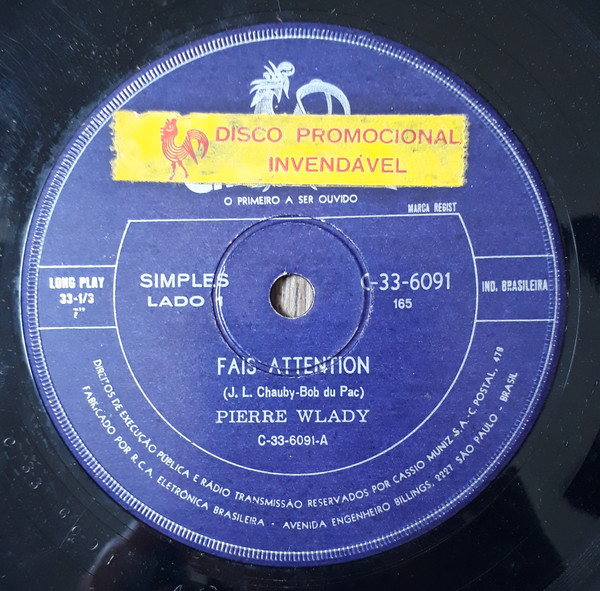 DISCO PROMOCIONAL
INVENDÁVEL
O PRIMEIRO A SER OUVIDO
MARCA REGIST
LONG PLAY
33-1/3
7"
SIMPLES
LADO 1
C-33-6091
165
IND. BRASILEIRA
FAIS ATTENTION
(J. L. Chauby-Bob du Pac)
PIERRE WLADY
C-33-6091-A
DIREITOS DE EXECUÇÃO PÚBLICA E RÁDIO TRANSMISSÃO RESERVADOS POR CASSIO MUNIZ S.A. - C. POSTAL, 478
FABRICADO POR R.C.A. ELETRÔNICA BRASILEIRA - AVENIDA ENGENHEIRO BILLINGS, 2227 SÃO PAULO - BRASIL